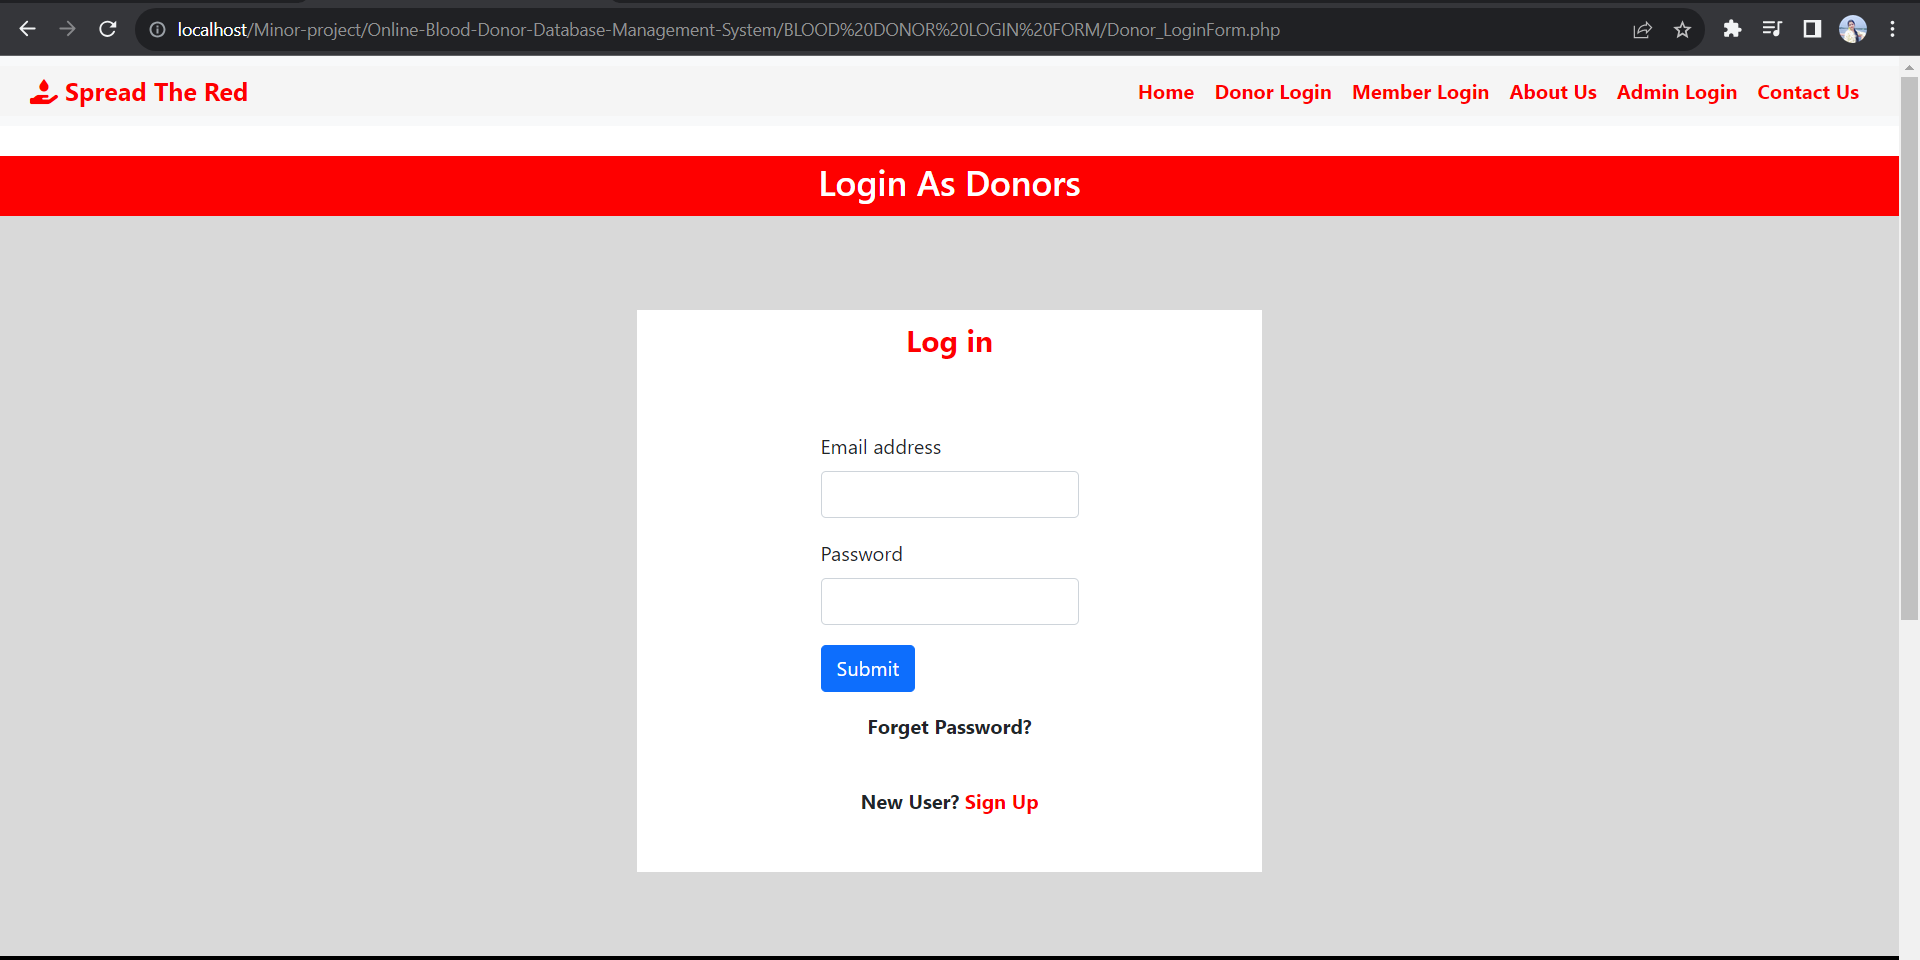 localhost/Minor-project/Online-Blood-Donor-Database-Management-System/BLOOD%20DONOR%20LOGIN%20FORM/Donor_LoginForm.php
Spread The Red Home Donor Login Member Login About Us Admin Login Contact Us
Login As Donors
Log in
Email address
Password
Submit
Forget Password?
New User? Sign Up